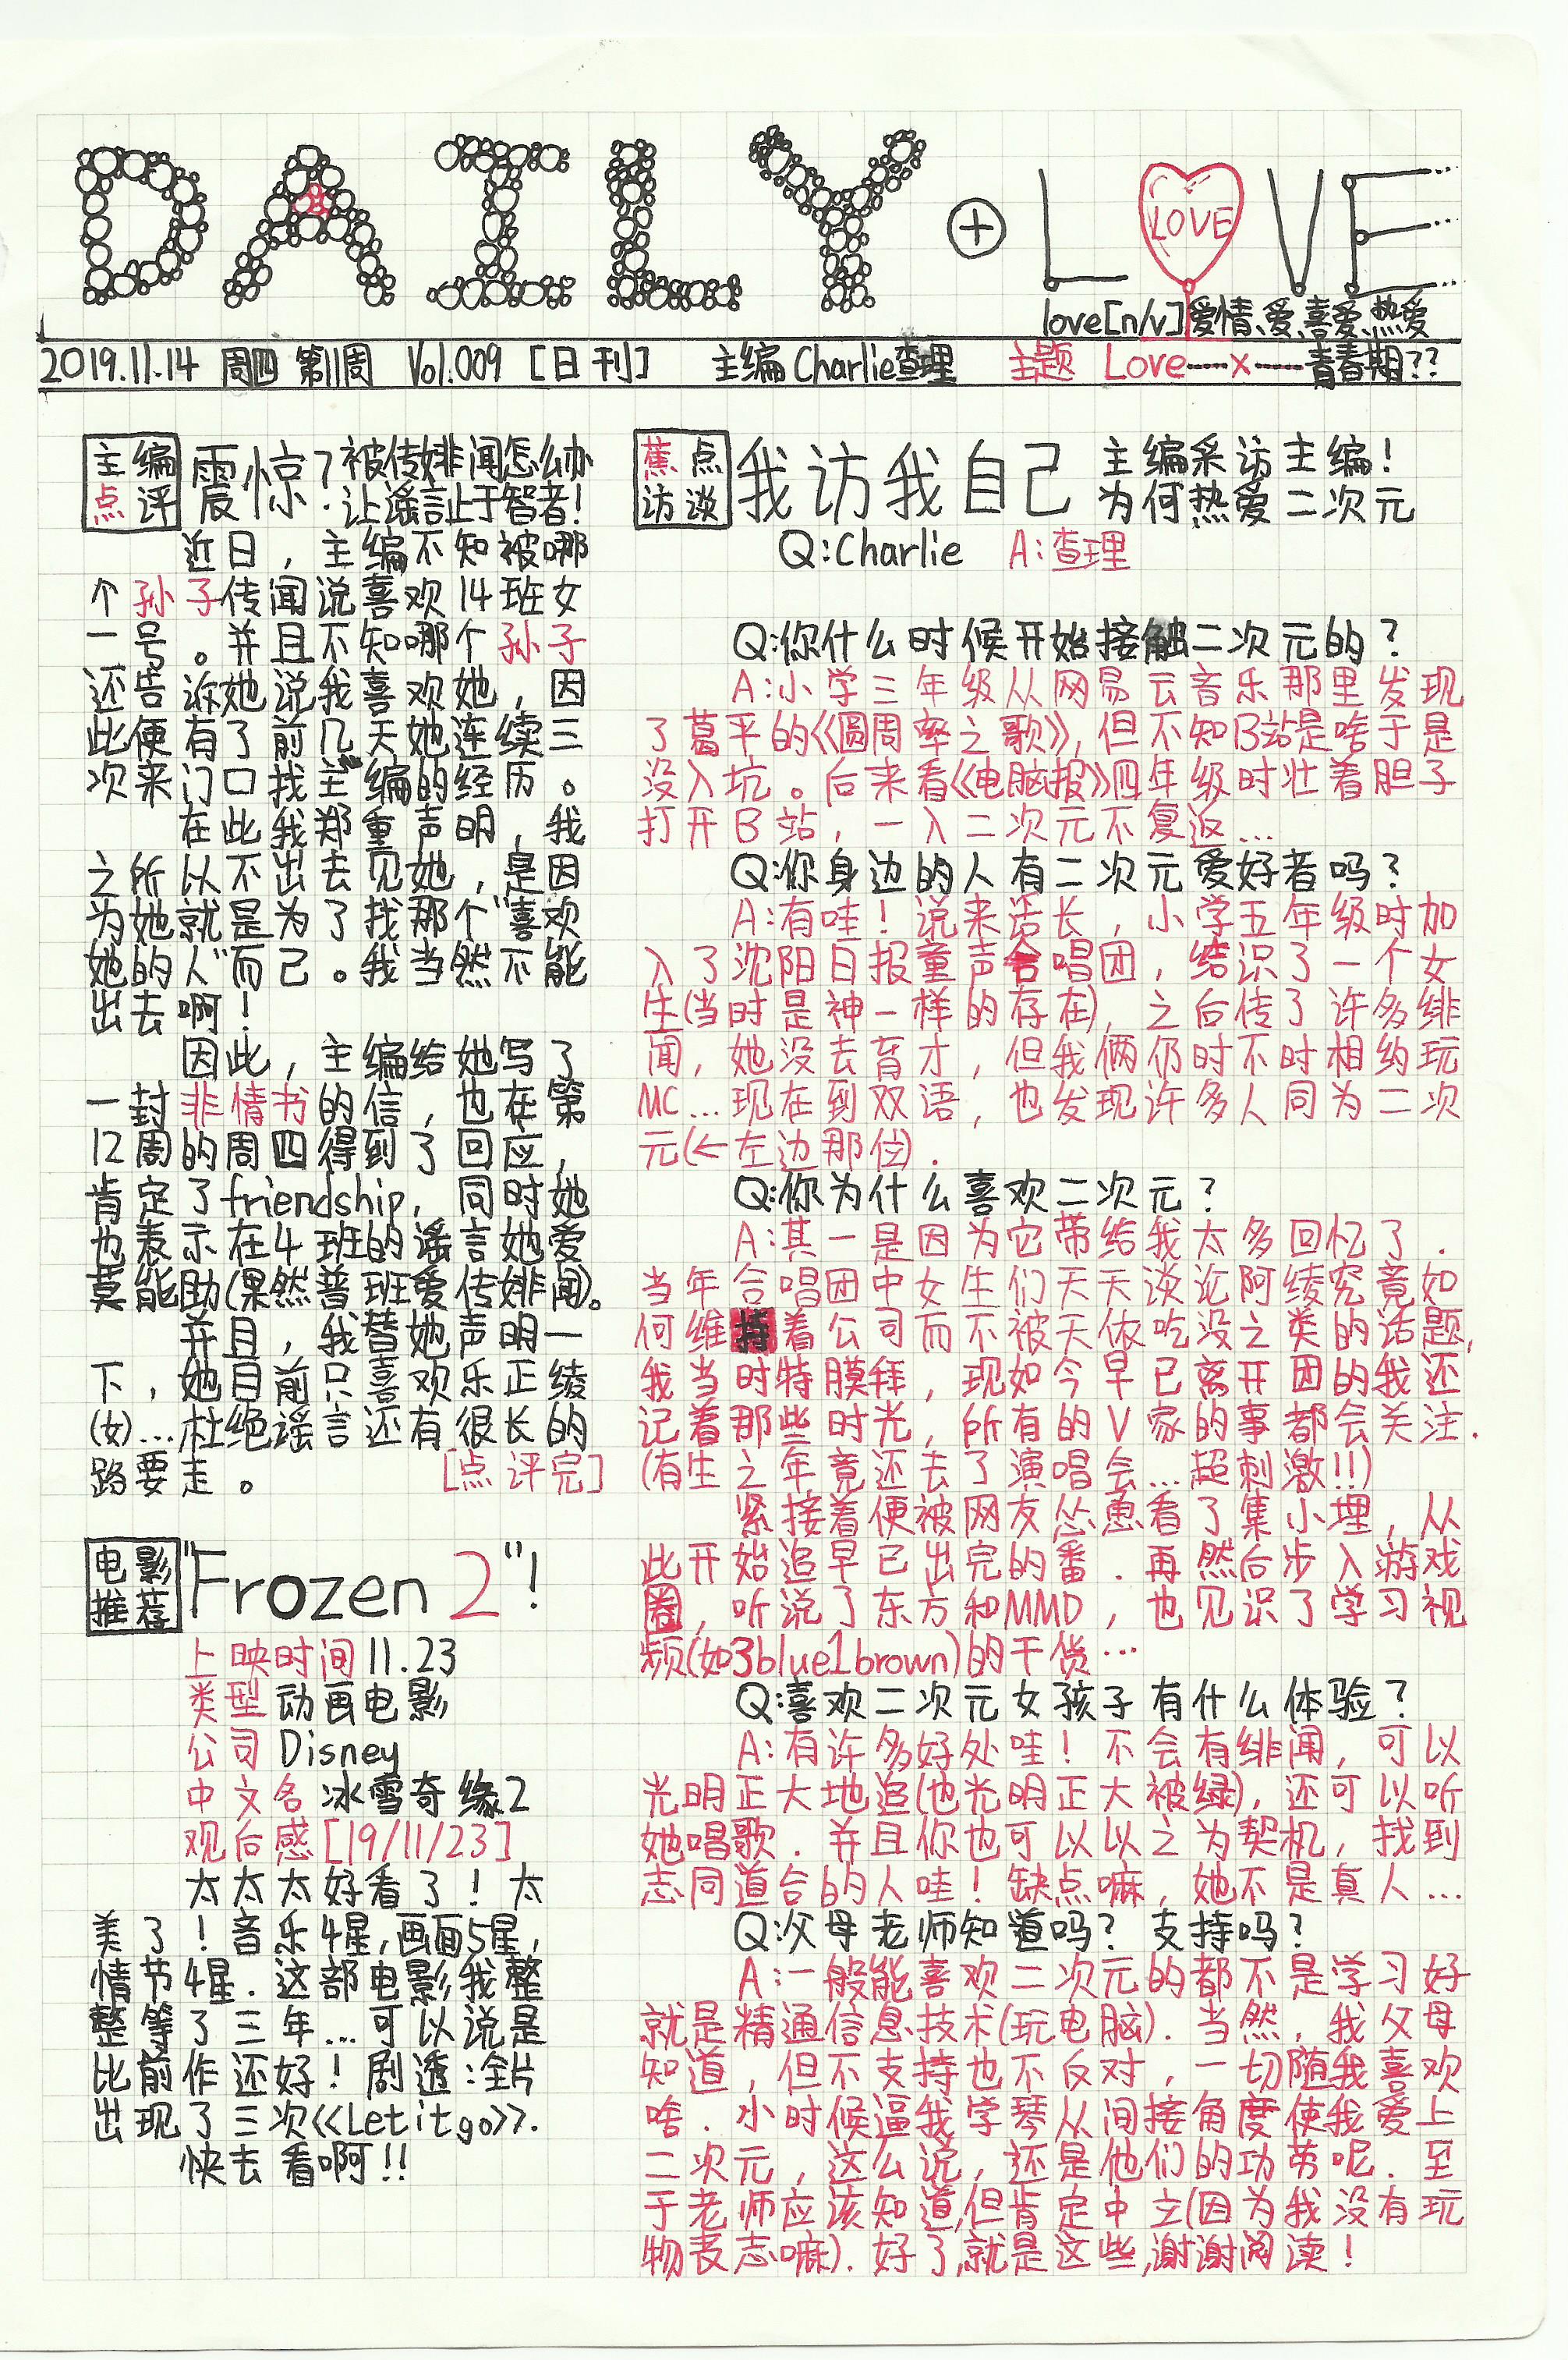 DAILY + LOVE
LOVE
love[n/v]爱情、爱、喜爱、热爱
2019.11.14 周四 第11周 Vol.009 [日刊] 主编Charlie查理 主题 Love----x----青春期??
主编
点评
震惊?
被传绯闻怎么办
让谣言止于智者!
近日,主编不知被哪
个孙子传闻说喜欢14班女
一号。并且不知哪个孙子
还告诉她说我喜欢她,因
此便有了前几天她连续三
次来门口找主编的经历。
在此我郑重声明,我
之所以不出去见她,是因
为她就是为了找那个"喜欢
她的人"而已。我当然不能
出去啊!
因此,主编给她写了
一封非情书的信,也在第
12周的周四得到了回应,
肯定了friendship,同时她
也表示在4班的谣言她爱
莫能助(果然普班爱传绯闻)。
并且,我替她声明一
下,她目前只喜欢乐正绫
(女)...杜绝谣言还有很长的
路要走。 [点评完]
电影
推荐
"Frozen 2"!
上映时间11.23
类型动画电影
公司Disney
中文名冰雪奇缘2
观后感[19/11/23]
太太太好看了!太
美了!音乐4星,画面5星,
情节4星.这部电影我整
整等了三年...可以说是
比前作还好!剧透:全片
出现了三次<<Let it go>>.
快去看啊!!
蕉点
访谈
我访我自己
主编采访主编!
为何热爱二次元
Q:Charlie A:查理
Q:你什么时候开始接触二次元的?
A:小学三年级从网易云音乐那里发现
了葛平的《圆周率之歌》,但不知B站是啥于是
没入坑。后来看《电脑报》四年级时壮着胆子
打开B站,一入二次元不复返...
Q:你身边的人有二次元爱好者吗?
A:有哇!说来话长,小学五年级时加
入了沈阳日报童声合唱团,结识了一个女
生(当时是神一样的存在),之后传了许多绯
闻,她没去育才,但我俩仍时不时相约玩
MC...现在到双语,也发现许多人同为二次
元(←左边那位).
Q:你为什么喜欢二次元?
A:其一是因为它带给我太多回忆了.
当年合唱团中女生们天天谈论阿绫究竟如
何维持着公司而不被天依吃没之类的话题,
我当时特膜拜,现如今早已离开团的我还
记着那些时光,所有的V家的事都会关注.
(有生之年竟还去了演唱会...超刺激!!)
紧接着便被网友怂恿看了集小埋,从
此开始追早已出完的番.再然后步入游戏
圈,听说了东方和MMD,也见识了学习视
频(如3blue1brown)的干货...
Q:喜欢二次元女孩子有什么体验?
A:有许多好处哇!不会有绯闻,可以
光明正大地追(也光明正大被绿),还可以听
她唱歌.并且你也可以以之为契机,找到
志同道合的人哇!缺点嘛,她不是真人...
Q:父母老师知道吗?支持吗?
A:一般能喜欢二次元的都不是学习好
就是精通信息技术(玩电脑).当然,我父母
知道,但不支持也不反对,一切随我喜欢
啥.小时候逼我学琴从间接角度使我爱上
二次元,这么说,还是他们的功劳呢.至
于老师应该知道,但肯定中立(因为我没有玩
物丧志嘛).好了,就是这些,谢谢阅读!